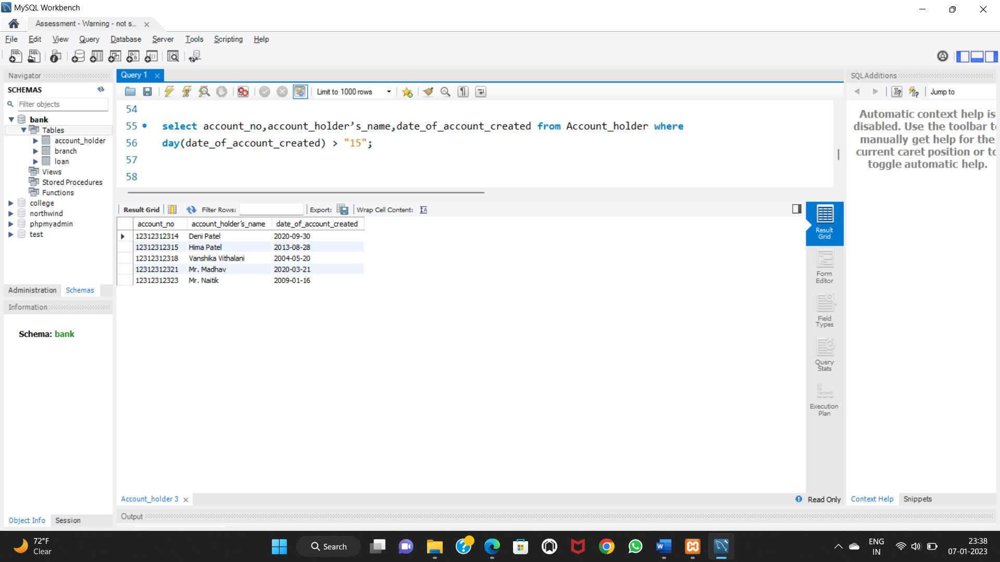 MySQL Workbench
Assessment - Warning - not s...
File Edit View Query Database Server Tools Scripting Help
Navigator
SCHEMAS
Filter objects
bank
Tables
account_holder
branch
loan
Views
Stored Procedures
Functions
college
northwind
phpmyadmin
test
Administration Schemas
Information
Schema: bank
Object Info Session
Query 1
Limit to 1000 rows
54
55 select account_no,account_holder’s_name,date_of_account_created from Account_holder where
56 day(date_of_account_created) > "15";
57
58
Result Grid Filter Rows: Export: Wrap Cell Content:
account_no account_holder’s_name date_of_account_created
12312312314 Deni Patel 2020-09-30
12312312315 Hima Patel 2013-08-28
12312312318 Vanshika Vithalani 2004-05-20
12312312321 Mr. Madhav 2020-03-21
12312312323 Mr. Naitik 2009-01-16
Result
Grid
Form
Editor
Field
Types
Query
Stats
Execution
Plan
Account_holder 3
Read Only
Output
SQLAdditions
Jump to
Automatic context help is
disabled. Use the toolbar t
manually get help for the
current caret position or to
toggle automatic help.
Context Help Snippets
72°F
Clear
Search
ENG
IN
23:38
07-01-2023